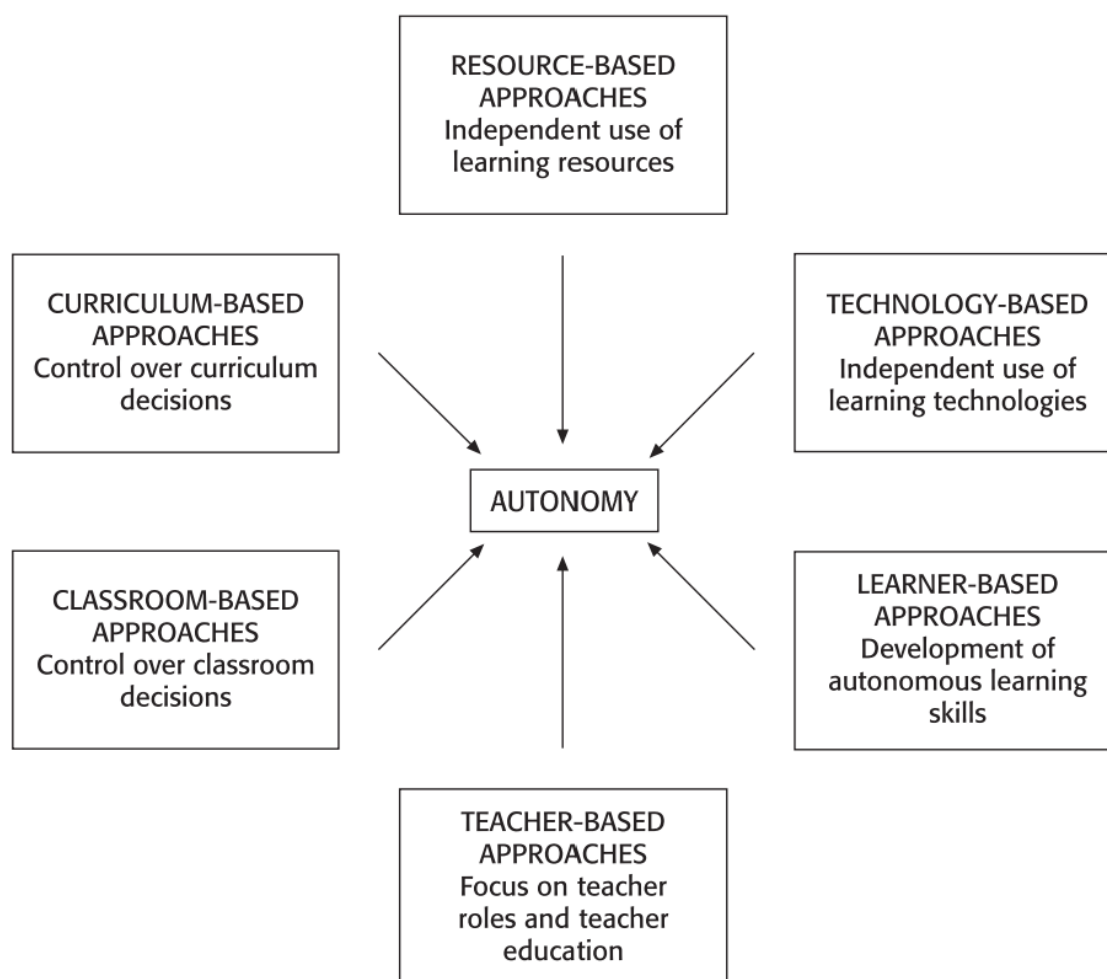 RESOURCE-BASED
APPROACHES
Independent use of
learning resources
CURRICULUM-BASED
APPROACHES
Control over curriculum
decisions
TECHNOLOGY-BASED
APPROACHES
Independent use of
learning technologies
AUTONOMY
CLASSROOM-BASED
APPROACHES
Control over classroom
decisions
LEARNER-BASED
APPROACHES
Development of
autonomous learning
skills
TEACHER-BASED
APPROACHES
Focus on teacher
roles and teacher
education